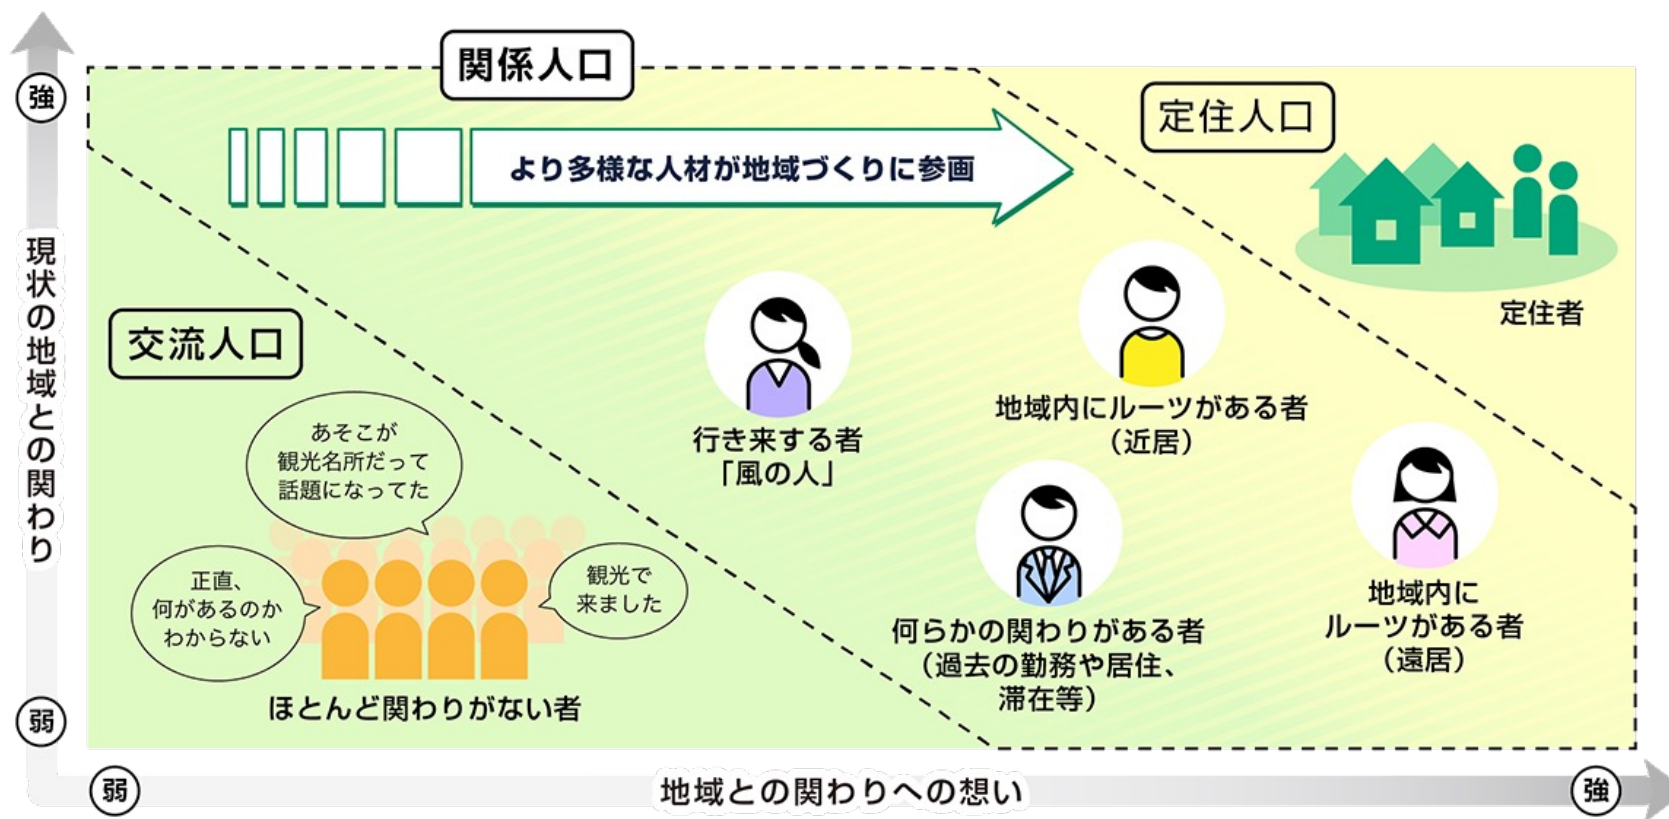 強
関係人口
定住人口
より多様な人材が地域づくりに参画
定住者
現状の地域との関わり
交流人口
あそこが
観光名所だって
話題になってた
正直、
何があるのか
わからない
観光で
来ました
ほとんど関わりがない者
行き来する者
「風の人」
地域内にルーツがある者
（近居）
何らかの関わりがある者
（過去の勤務や居住、
滞在等）
地域内に
ルーツがある者
（遠居）
弱
弱
地域との関わりへの想い
強